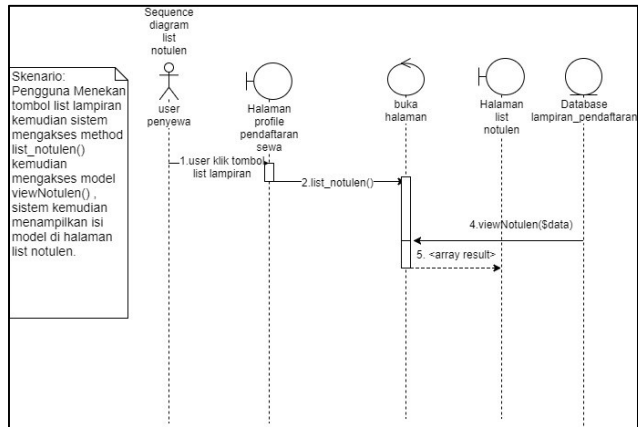 Sequence
diagram
list
notulen
Skenario:
Pengguna Menekan
tombol list lampiran
kemudian sistem
mengakses method
list_notulen()
kemudian
mengakses model
viewNotulen() ,
sistem kemudian
menampilkan isi
model di halaman
list notulen.
user
penyewa
Halaman
profile
pendaftaran
sewa
buka
halaman
Halaman
list
notulen
Database
lampiran_pendaftaran
1.user klik tombol
list lampiran
2.list_notulen()
4.viewNotulen($data)
5. <array result>